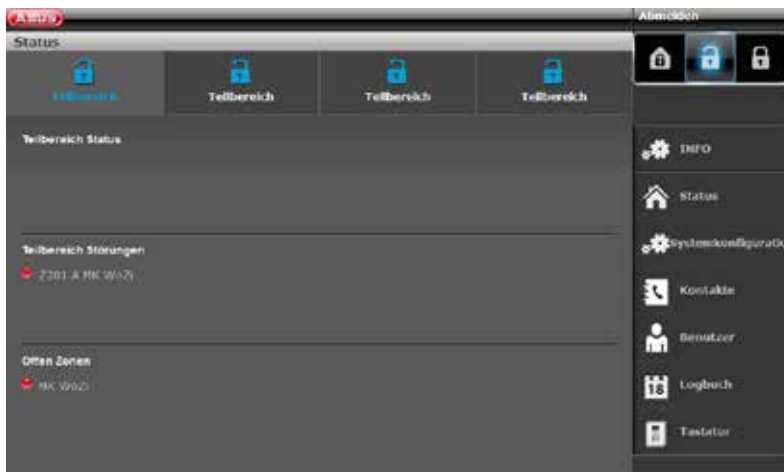 ABUS
Abmelden
Status
Teilbereich
Teilbereich
Teilbereich
Teilbereich
Teilbereich Status
Teilbereich Störungen
Z201 A MK WoZi
Offen Zonen
MK WoZi
INFO
Status
Systemkonfiguratio
Kontakte
Benutzer
18
Logbuch
Tastatur